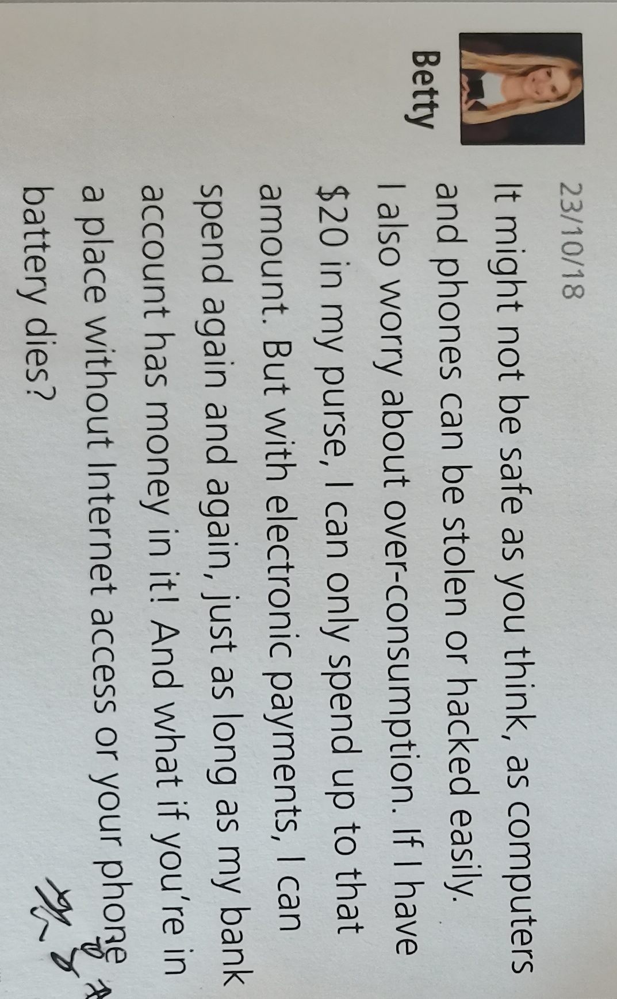 Betty
23/10/18
It might not be safe as you think, as computers
and phones can be stolen or hacked easily.
I also worry about over-consumption. If I have
$20 in my purse, I can only spend up to that
amount. But with electronic payments, I can
spend again and again, just as long as my bank
account has money in it! And what if you're in
a place without Internet access or your phone
battery dies?